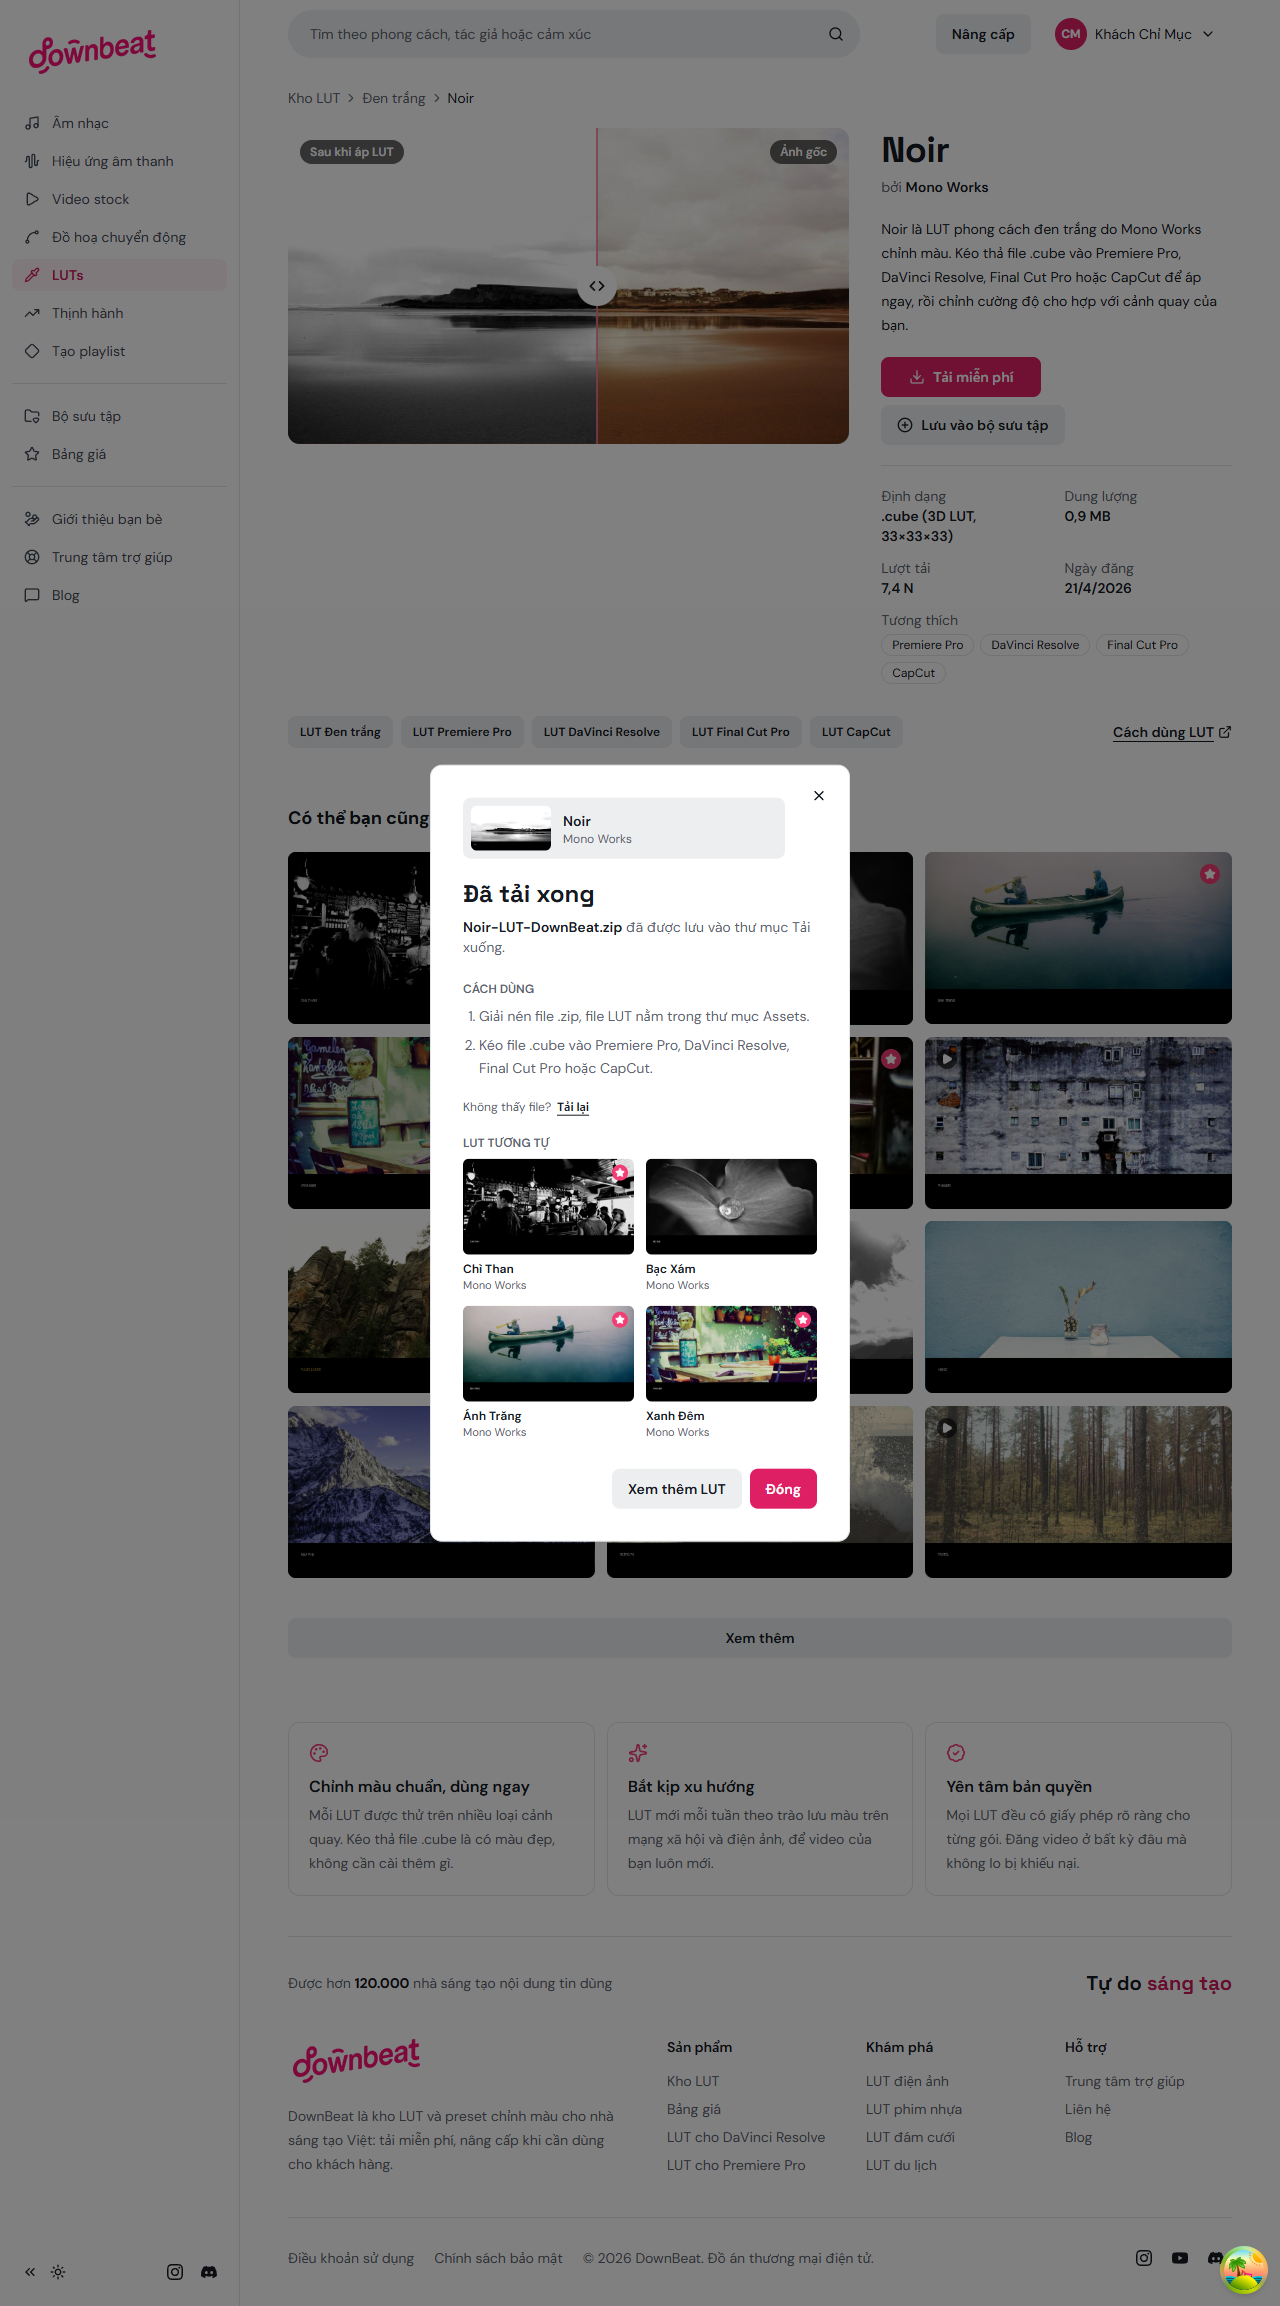 downbeat
Tìm theo phong cách, tác giả hoặc cảm xúc
Nâng cấp
CM
Khách Chỉ Mục
Âm nhạc
Hiệu ứng âm thanh
Video stock
Đồ hoạ chuyển động
LUTs
Thịnh hành
Tạo playlist
Bộ sưu tập
Bảng giá
Giới thiệu bạn bè
Trung tâm trợ giúp
Blog
Kho LUT
Đen trắng
Noir
Sau khi áp LUT
Ảnh gốc
Noir
bởi Mono Works
Noir là LUT phong cách đen trắng do Mono Works
chỉnh màu. Kéo thả file .cube vào Premiere Pro,
DaVinci Resolve, Final Cut Pro hoặc CapCut để áp
ngay, rồi chỉnh cường độ cho hợp với cảnh quay của
bạn.
Tải miễn phí
Lưu vào bộ sưu tập
Định dạng
.cube (3D LUT,
33×33×33)
Dung lượng
0,9 MB
Lượt tải
7,4 N
Ngày đăng
21/4/2026
Tương thích
Premiere Pro
DaVinci Resolve
Final Cut Pro
CapCut
LUT Đen trắng
LUT Premiere Pro
LUT DaVinci Resolve
LUT Final Cut Pro
LUT CapCut
Cách dùng LUT
Có thể bạn cũng
Noir
Mono Works
Đã tải xong
Noir-LUT-DownBeat.zip đã được lưu vào thư mục Tải
xuống.
CÁCH DÙNG
1. Giải nén file .zip, file LUT nằm trong thư mục Assets.
2. Kéo file .cube vào Premiere Pro, DaVinci Resolve,
Final Cut Pro hoặc CapCut.
Không thấy file? Tải lại
LUT TƯƠNG TỰ
Chì Than
Mono Works
Bạc Xám
Mono Works
Ánh Trăng
Mono Works
Xanh Đêm
Mono Works
Xem thêm LUT
Đóng
Xem thêm
Chỉnh màu chuẩn, dùng ngay
Mỗi LUT được thử trên nhiều loại cảnh
quay. Kéo thả file .cube là có màu đẹp,
không cần cài thêm gì.
Bắt kịp xu hướng
LUT mới mỗi tuần theo trào lưu màu trên
mạng xã hội và điện ảnh, để video của
bạn luôn mới.
Yên tâm bản quyền
Mọi LUT đều có giấy phép rõ ràng cho
từng gói. Đăng video ở bất kỳ đâu mà
không lo bị khiếu nại.
Được hơn 120.000 nhà sáng tạo nội dung tin dùng
Tự do sáng tạo
downbeat
DownBeat là kho LUT và preset chỉnh màu cho nhà
sáng tạo Việt: tải miễn phí, nâng cấp khi cần dùng
cho khách hàng.
Sản phẩm
Kho LUT
Bảng giá
LUT cho DaVinci Resolve
LUT cho Premiere Pro
Khám phá
LUT điện ảnh
LUT phim nhựa
LUT đám cưới
LUT du lịch
Hỗ trợ
Trung tâm trợ giúp
Liên hệ
Blog
Điều khoản sử dụng
Chính sách bảo mật
© 2026 DownBeat. Đồ án thương mại điện tử.